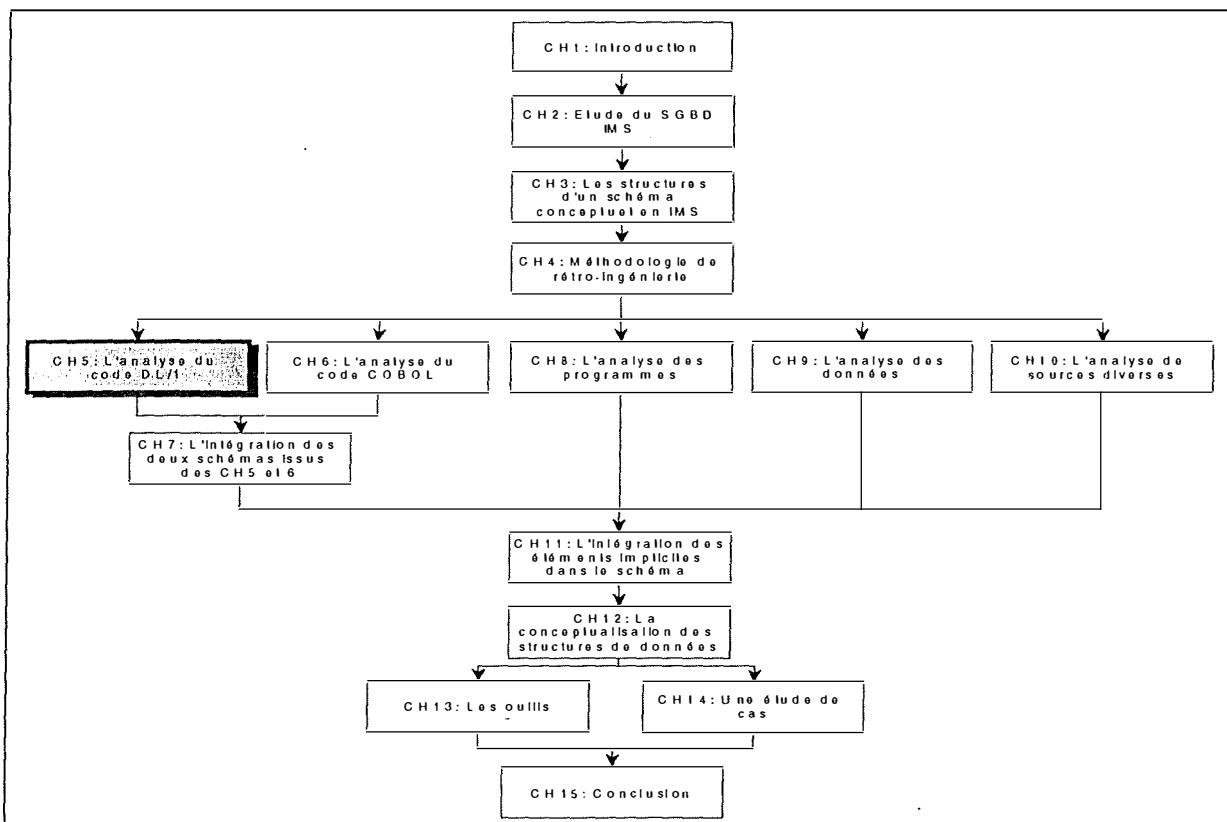 CH1: Introduction
CH2: Etude du SGBD
IMS
CH3: Les structures
d'un schéma
conceptuel en IMS
CH4: Méthodologie de
rétro-ingénierie
CH5: L'analyse du
code DL/1
CH6: L'analyse du
code COBOL
CH8: L'analyse des
programmes
CH9: L'analyse des
données
CH10: L'analyse de
sources diverses
CH7: L'intégration des
deux schémas issus
des CH5 et 6
CH11: L'intégration des
éléments implicites
dans le schéma
CH12: La
conceptualisation des
structures de données
CH13: Les outils
CH14: Une étude de
cas
CH15: Conclusion